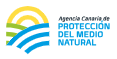 Agencia Canaria de
PROTECCIÓN
DEL MEDIO
NATURAL